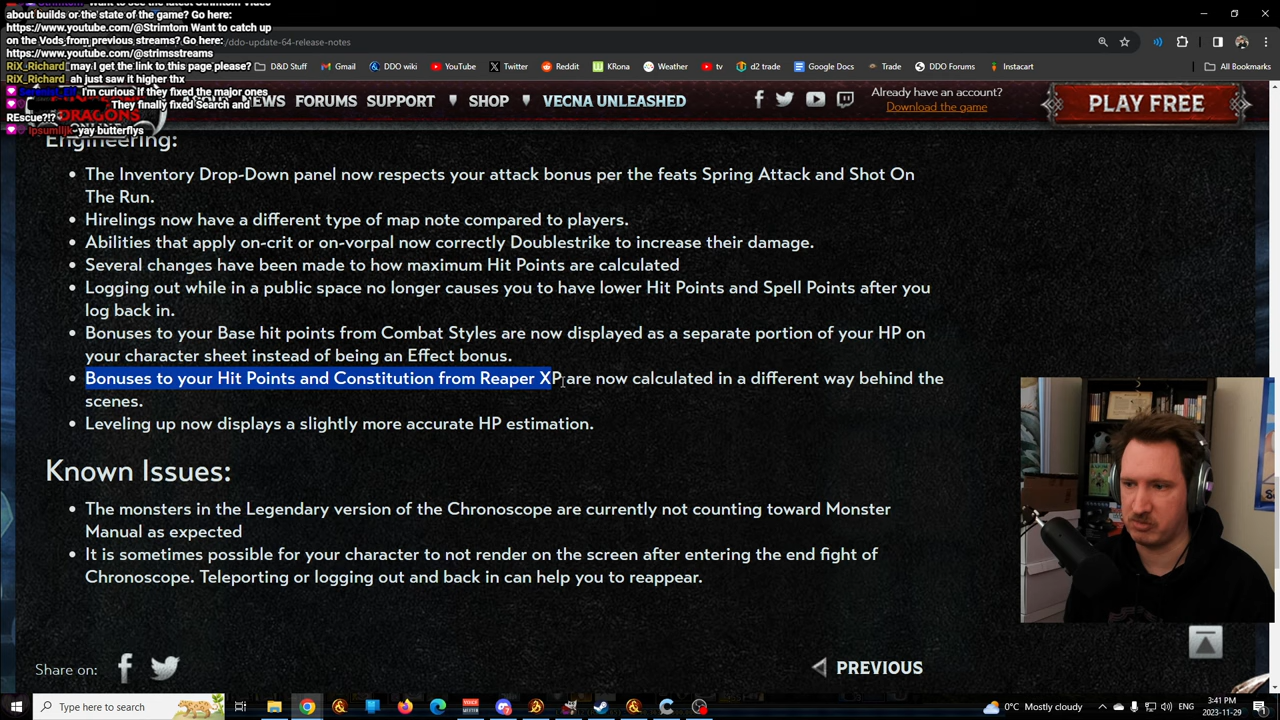 Strimtom: Want to see the latest Strimtom Video
about builds or the state of the game? Go here:
https://www.youtube.com/@Strimtom Want to catch up
on the Vods from previous streams? Go here:
https://www.youtube.com/@strimsstreams
RiX_Richard may I get the link to this page please?
RiX_Richard ah just saw it higher thx
I'm curious if they fixed the major ones
They finally fixed Search and
REscue?!?
yay butterflys
/ddo-update-64-release-notes
D&D Stuff Gmail DDO wiki YouTube Twitter Reddit KRona Weather tv d2 trade Google Docs Trade DDO Forums Instacart All Bookmarks
DRAGONS NEWS FORUMS SUPPORT SHOP VECNA UNLEASHED
Already have an account?
Download the game
PLAY FREE
Engineering:
• The Inventory Drop-Down panel now respects your attack bonus per the feats Spring Attack and Shot On
The Run.
• Hirelings now have a different type of map note compared to players.
• Abilities that apply on-crit or on-vorpal now correctly Doublestrike to increase their damage.
• Several changes have been made to how maximum Hit Points are calculated
• Logging out while in a public space no longer causes you to have lower Hit Points and Spell Points after you
log back in.
• Bonuses to your Base hit points from Combat Styles are now displayed as a separate portion of your HP on
your character sheet instead of being an Effect bonus.
• Bonuses to your Hit Points and Constitution from Reaper XP are now calculated in a different way behind the
scenes.
• Leveling up now displays a slightly more accurate HP estimation.
Known Issues:
• The monsters in the Legendary version of the Chronoscope are currently not counting toward Monster
Manual as expected
• It is sometimes possible for your character to not render on the screen after entering the end fight of
Chronoscope. Teleporting or logging out and back in can help you to reappear.
Share on:
PREVIOUS
Type here to search
0°C Mostly cloudy
ENG
3:41 PM
2023-11-29